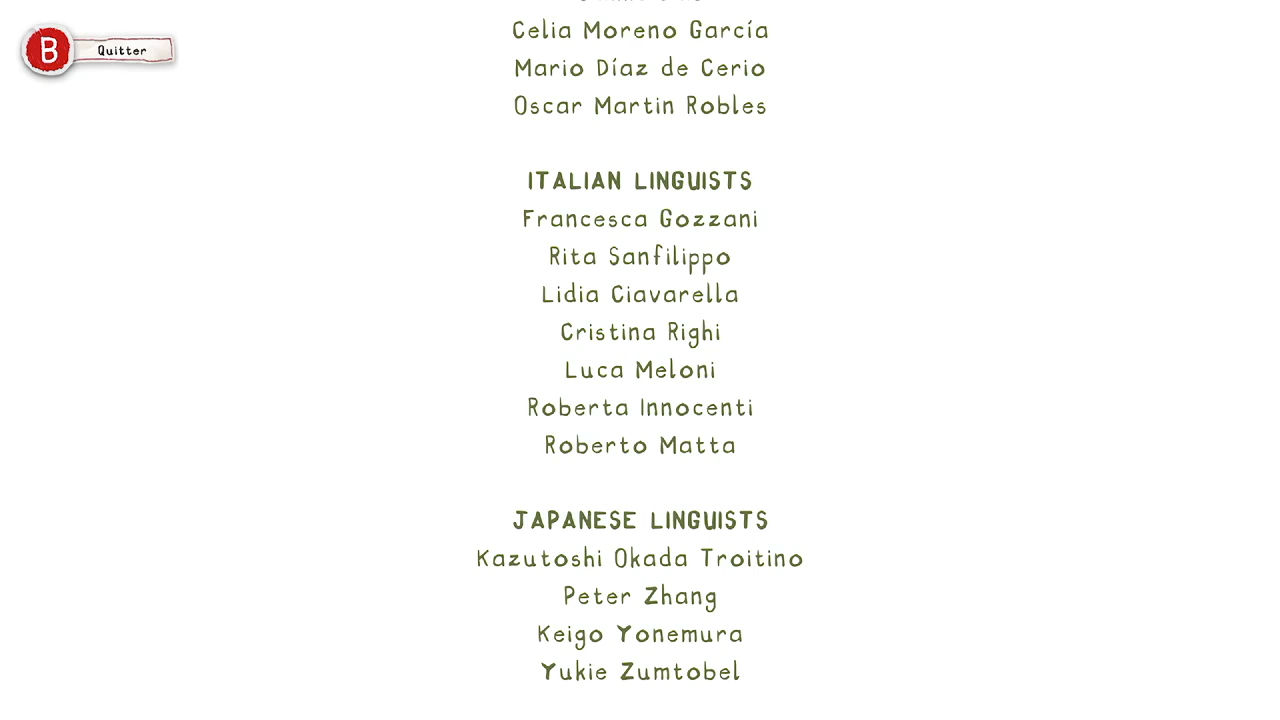 B Quitter
Celia Moreno García
Mario Díaz de Cerio
Oscar Martin Robles
ITALIAN LINGUISTS
Francesca Gozzani
Rita Sanfilippo
Lidia Ciavarella
Cristina Righi
Luca Meloni
Roberta Innocenti
Roberto Matta
JAPANESE LINGUISTS
Kazutoshi Okada Troitino
Peter Zhang
Keigo Yonemura
Yukie Zumtobel